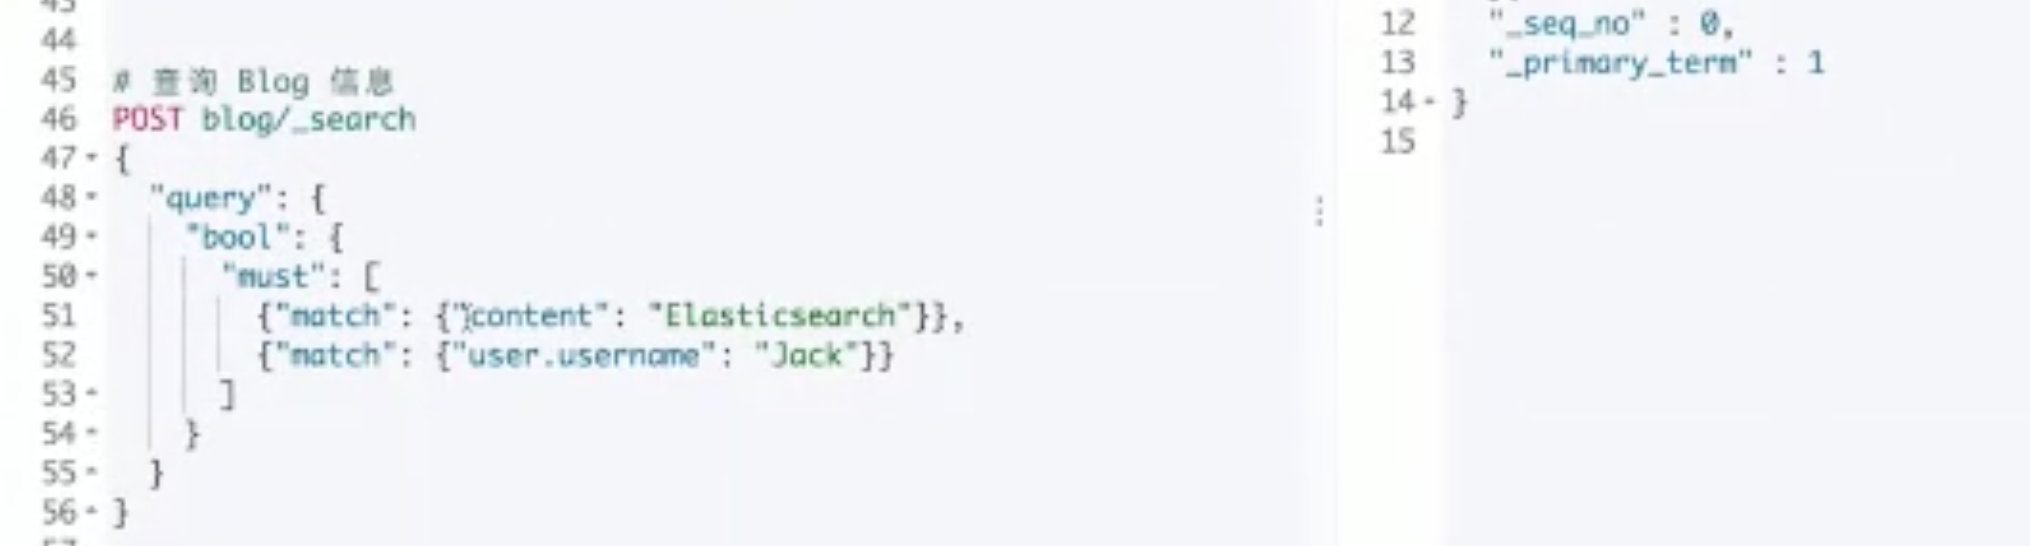 44
45 # 查询 Blog 信息
46 POST blog/_search
47 {
48 "query": {
49 "bool": {
50 "must": [
51 {"match": {"content": "Elasticsearch"}},
52 {"match": {"user.username": "Jack"}}
53 ]
54 }
55 }
56 }
12 "_seq_no" : 0,
13 "_primary_term" : 1
14 }
15